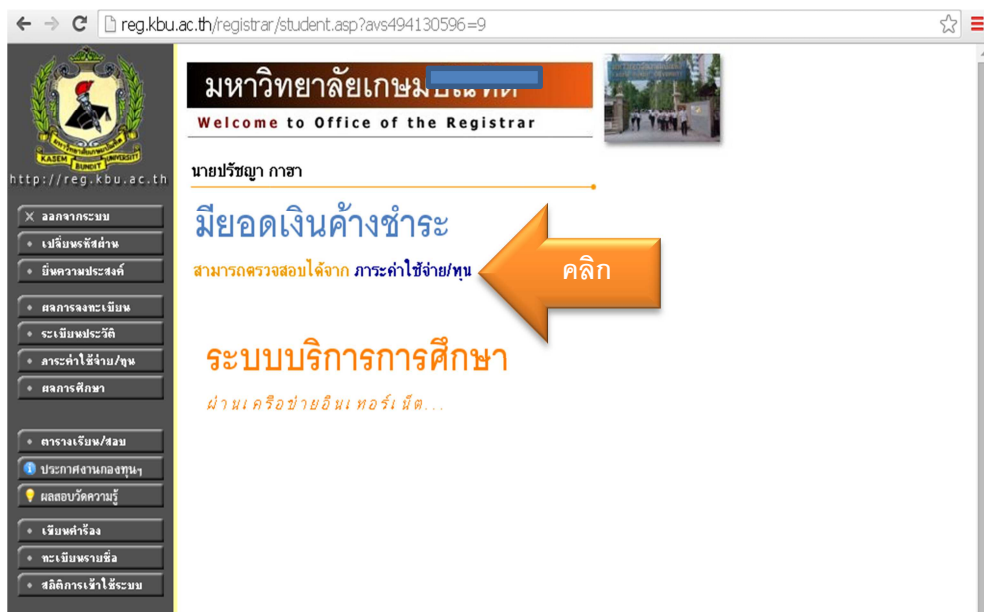 reg.kbu.ac.th/registrar/student.asp?avs494130596=9
มหาวิทยาลัยเกษม
Welcome to Office of the Registrar
KASEM BUNDIT UNIVERSITY
http://reg.kbu.ac.th
นายปรัชญา กาฮา
มียอดเงินค้างชำระ
สามารถตรวจสอบได้จาก ภาระค่าใช้จ่าย/ทุน
คลิก
ระบบบริการการศึกษา
ผ่านเครือข่ายอินเทอร์เน็ต...
ออกจากระบบ
เปลี่ยนรหัสผ่าน
ยื่นความประสงค์
ผลการลงทะเบียน
ระเบียนประวัติ
ภาระค่าใช้จ่าย/ทุน
ผลการศึกษา
ตารางเรียน/สอบ
ประกาศงานกองทุนฯ
ผลสอบวัดความรู้
เขียนคำร้อง
ทะเบียนรายชื่อ
สถิติการเข้าใช้ระบบ